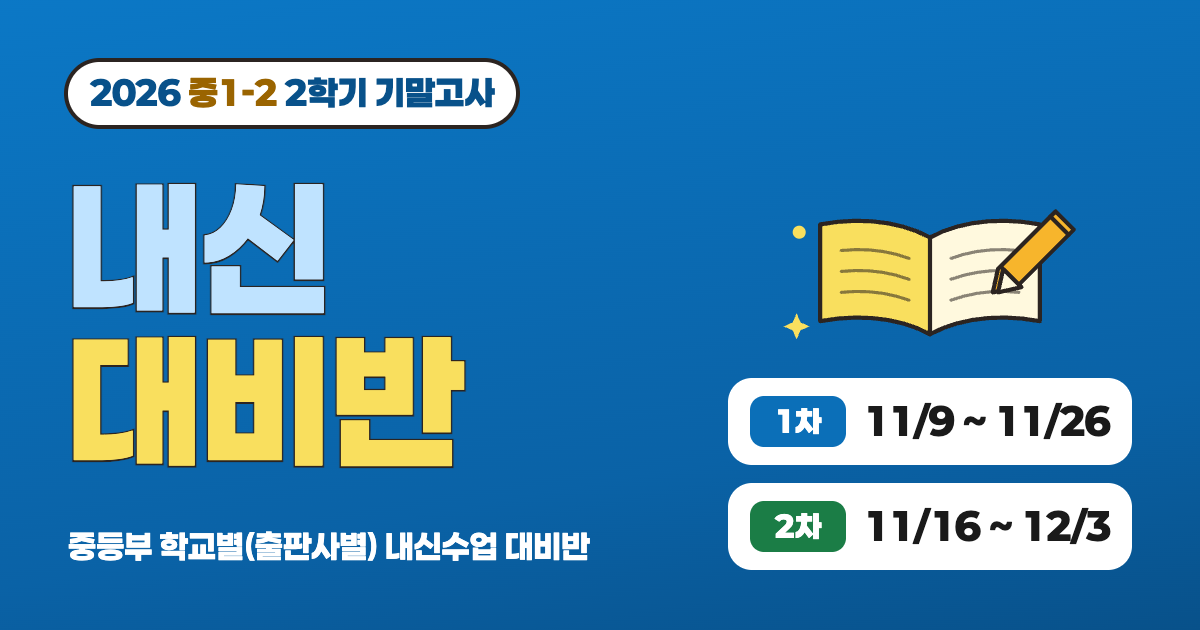 2026 중1-2 2학기 기말고사
내신
대비반
중등부 학교별(출판사별) 내신수업 대비반
1차 11/9 ~ 11/26
2차 11/16 ~ 12/3